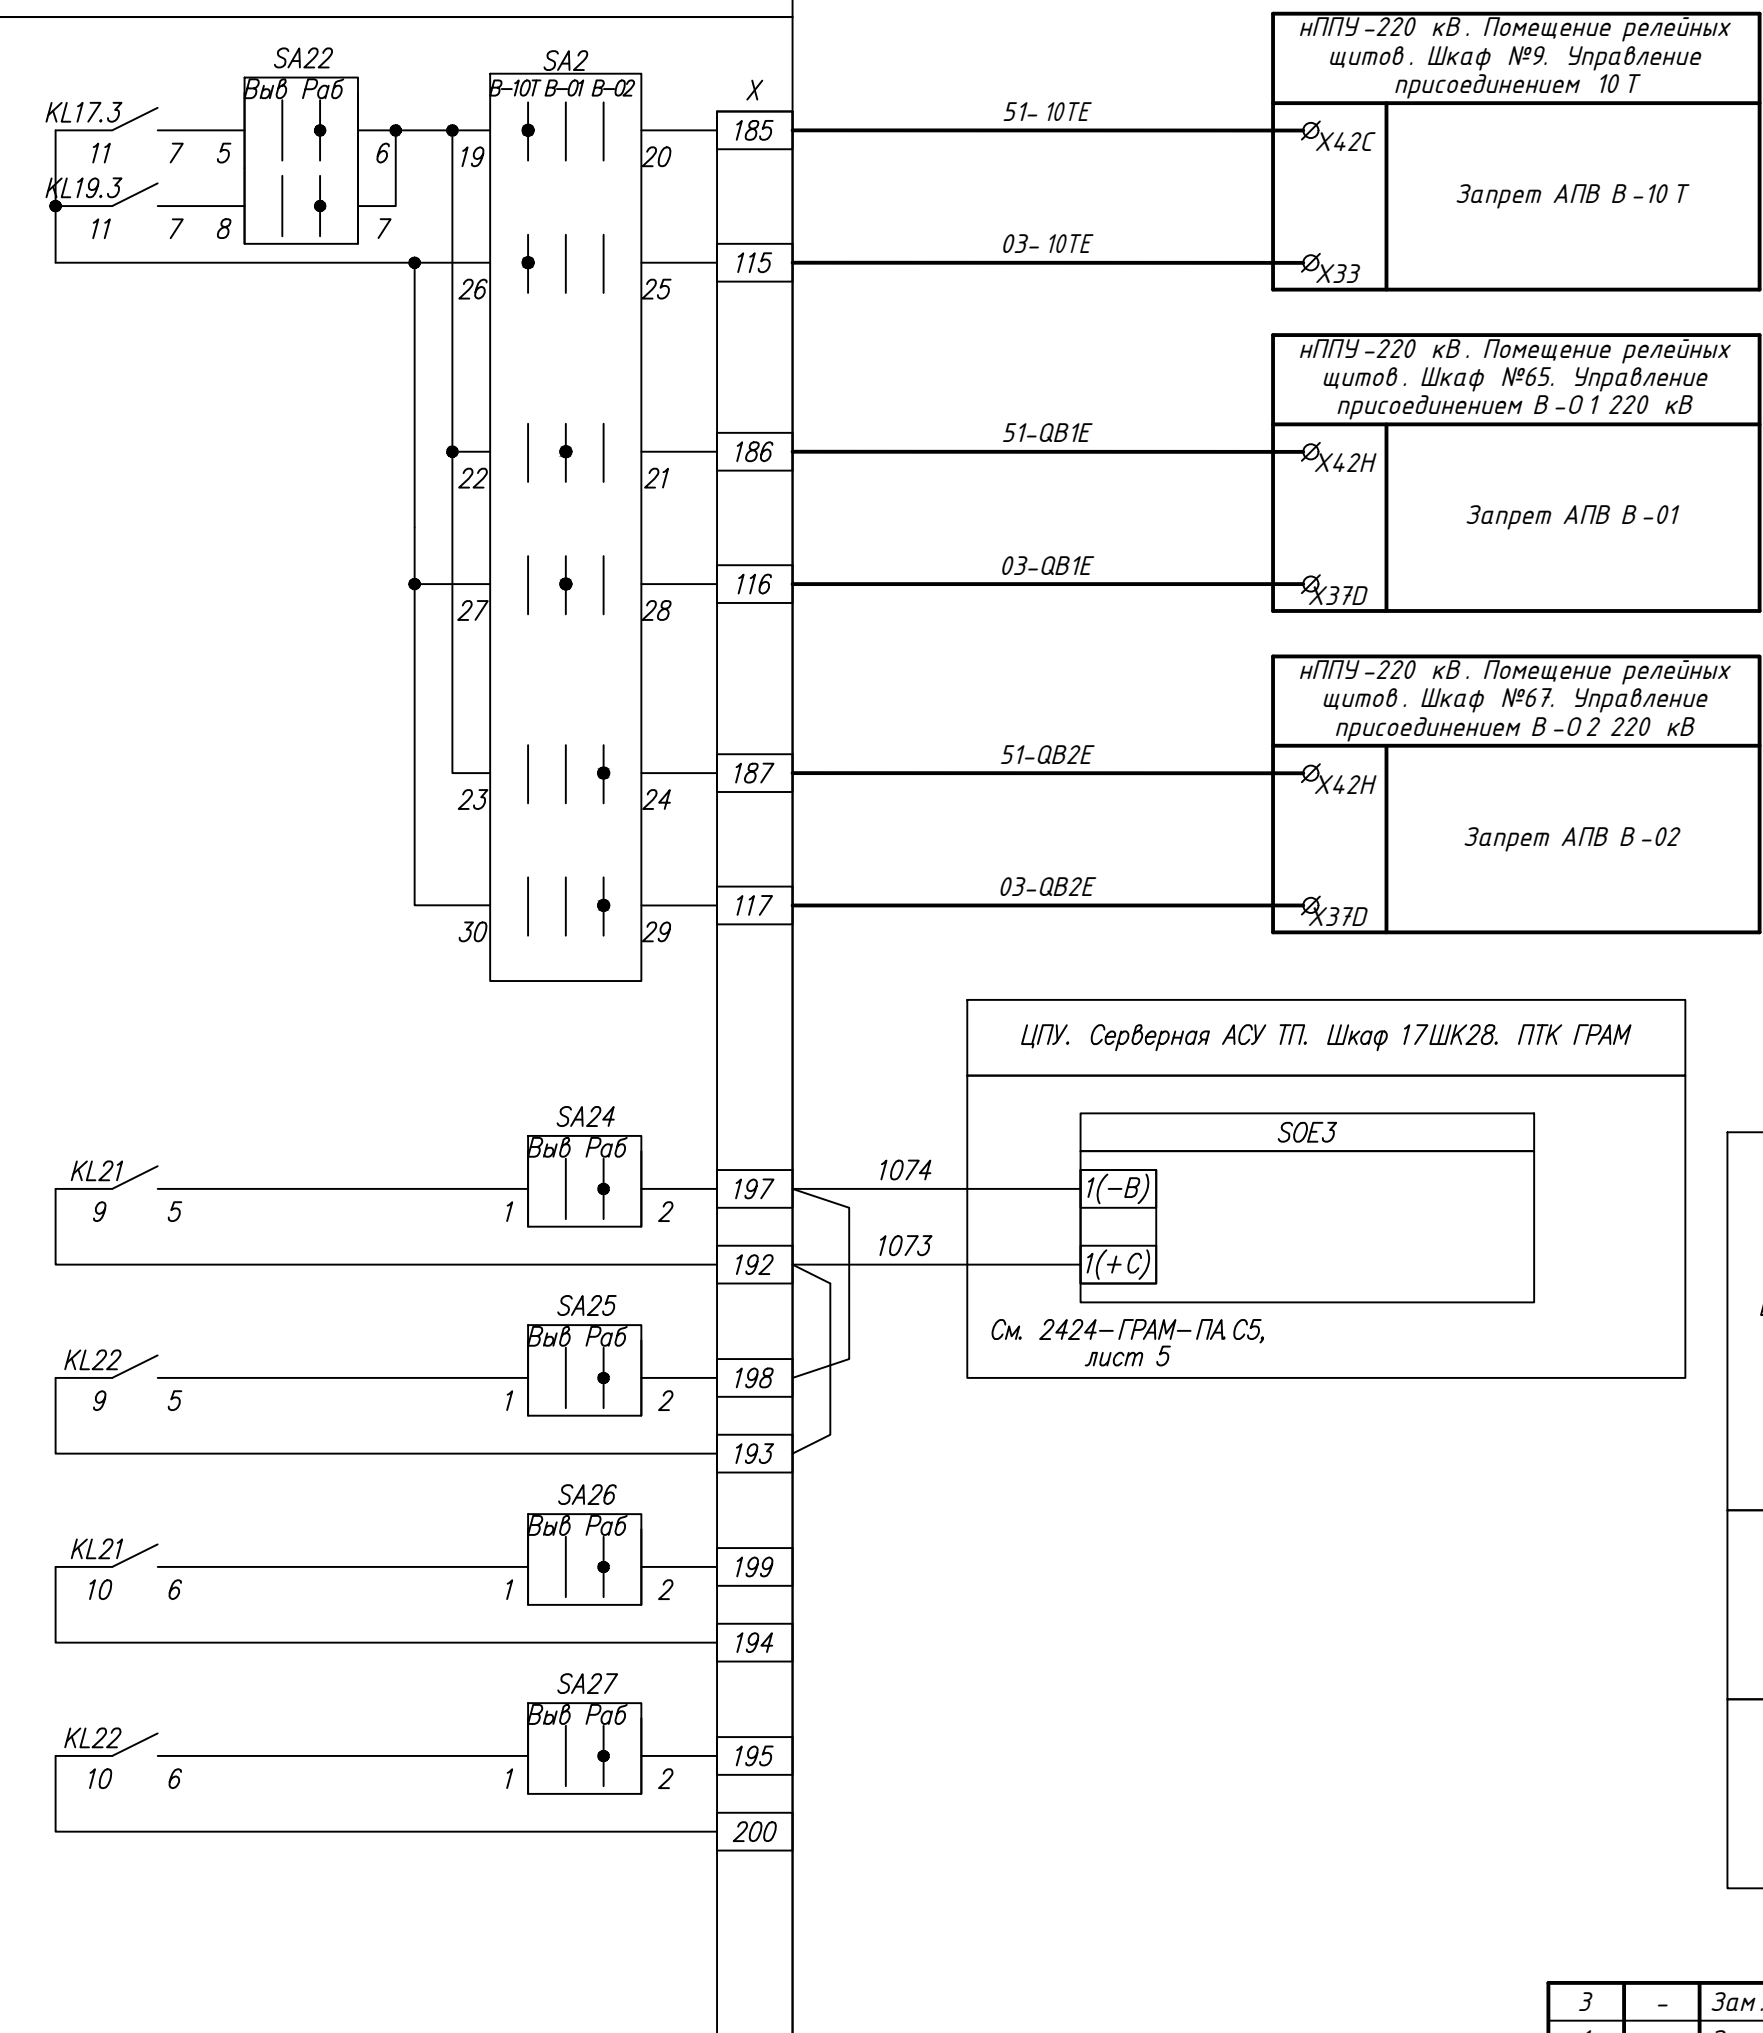 SA22
Выв Раб
KL17.3
11 7 5 6
KL19.3
11 7 8 7
SA2
В-10Т В-01 В-02
19 20
26 25
22 21
27 28
23 24
30 29
X
185
115
186
116
187
117
51-10TE
03-10TE
51-QB1E
03-QB1E
51-QB2E
03-QB2E
нППУ-220 кВ. Помещение релейных
щитов. Шкаф №9. Управление
присоединением 10 Т
X42C
Запрет АПВ В-10 Т
X33
нППУ-220 кВ. Помещение релейных
щитов. Шкаф №65. Управление
присоединением В-О 1 220 кВ
X42H
Запрет АПВ В-01
X37D
нППУ-220 кВ. Помещение релейных
щитов. Шкаф №67. Управление
присоединением В-О 2 220 кВ
X42H
Запрет АПВ В-02
X37D
ЦПУ. Серверная АСУ ТП. Шкаф 17ШК28. ПТК ГРАМ
SOE3
1(-B)
1(+C)
См. 2424-ГРАМ-ПА.С5,
лист 5
1074
1073
SA24
Выв Раб
KL21
9 5 1 2
197
192
SA25
Выв Раб
KL22
9 5 1 2
198
193
SA26
Выв Раб
KL21
10 6 1 2
199
194
SA27
Выв Раб
KL22
10 6 1 2
195
200
3 - Зам.